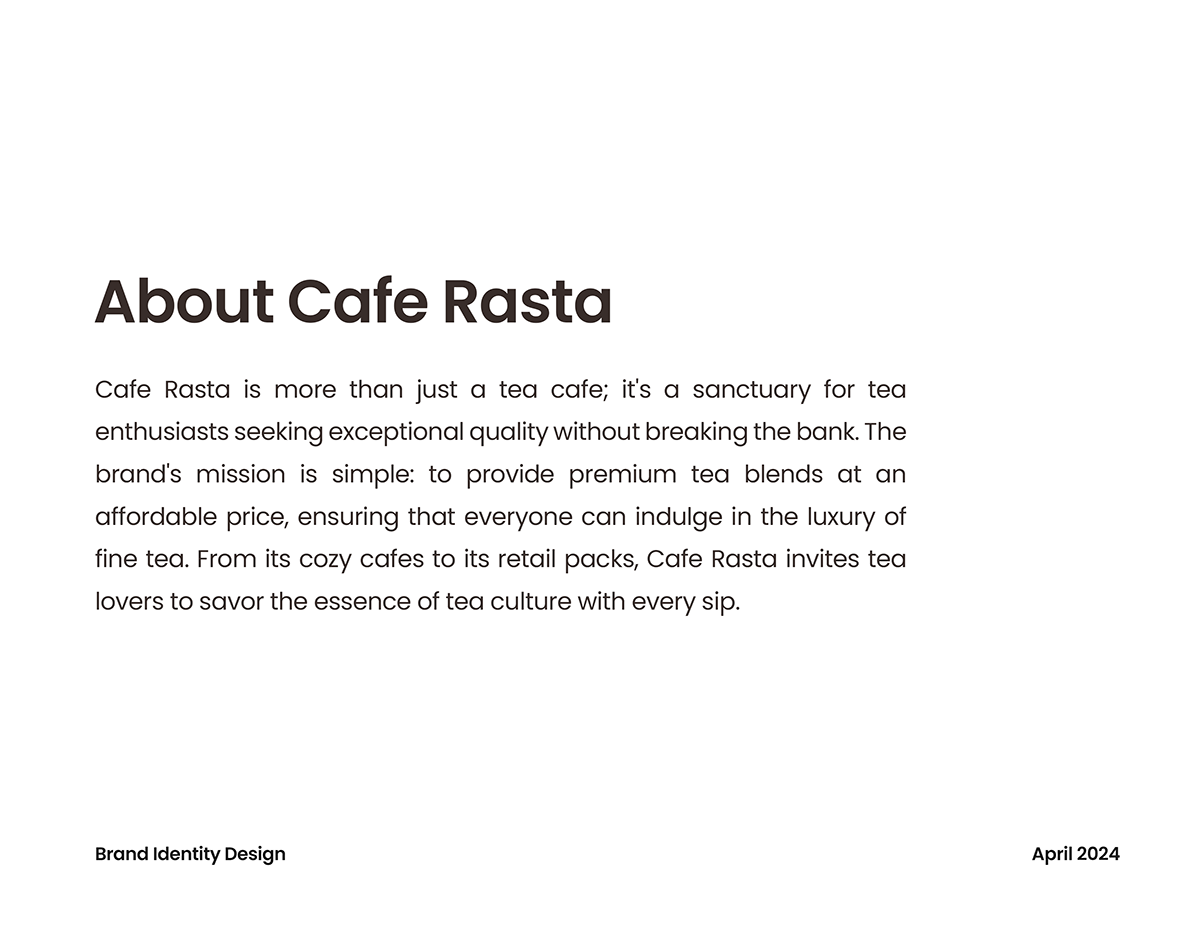 About Cafe Rasta
Cafe Rasta is more than just a tea cafe; it's a sanctuary for tea
enthusiasts seeking exceptional quality without breaking the bank. The
brand's mission is simple: to provide premium tea blends at an
affordable price, ensuring that everyone can indulge in the luxury of
fine tea. From its cozy cafes to its retail packs, Cafe Rasta invites tea
lovers to savor the essence of tea culture with every sip.
Brand Identity Design
April 2024